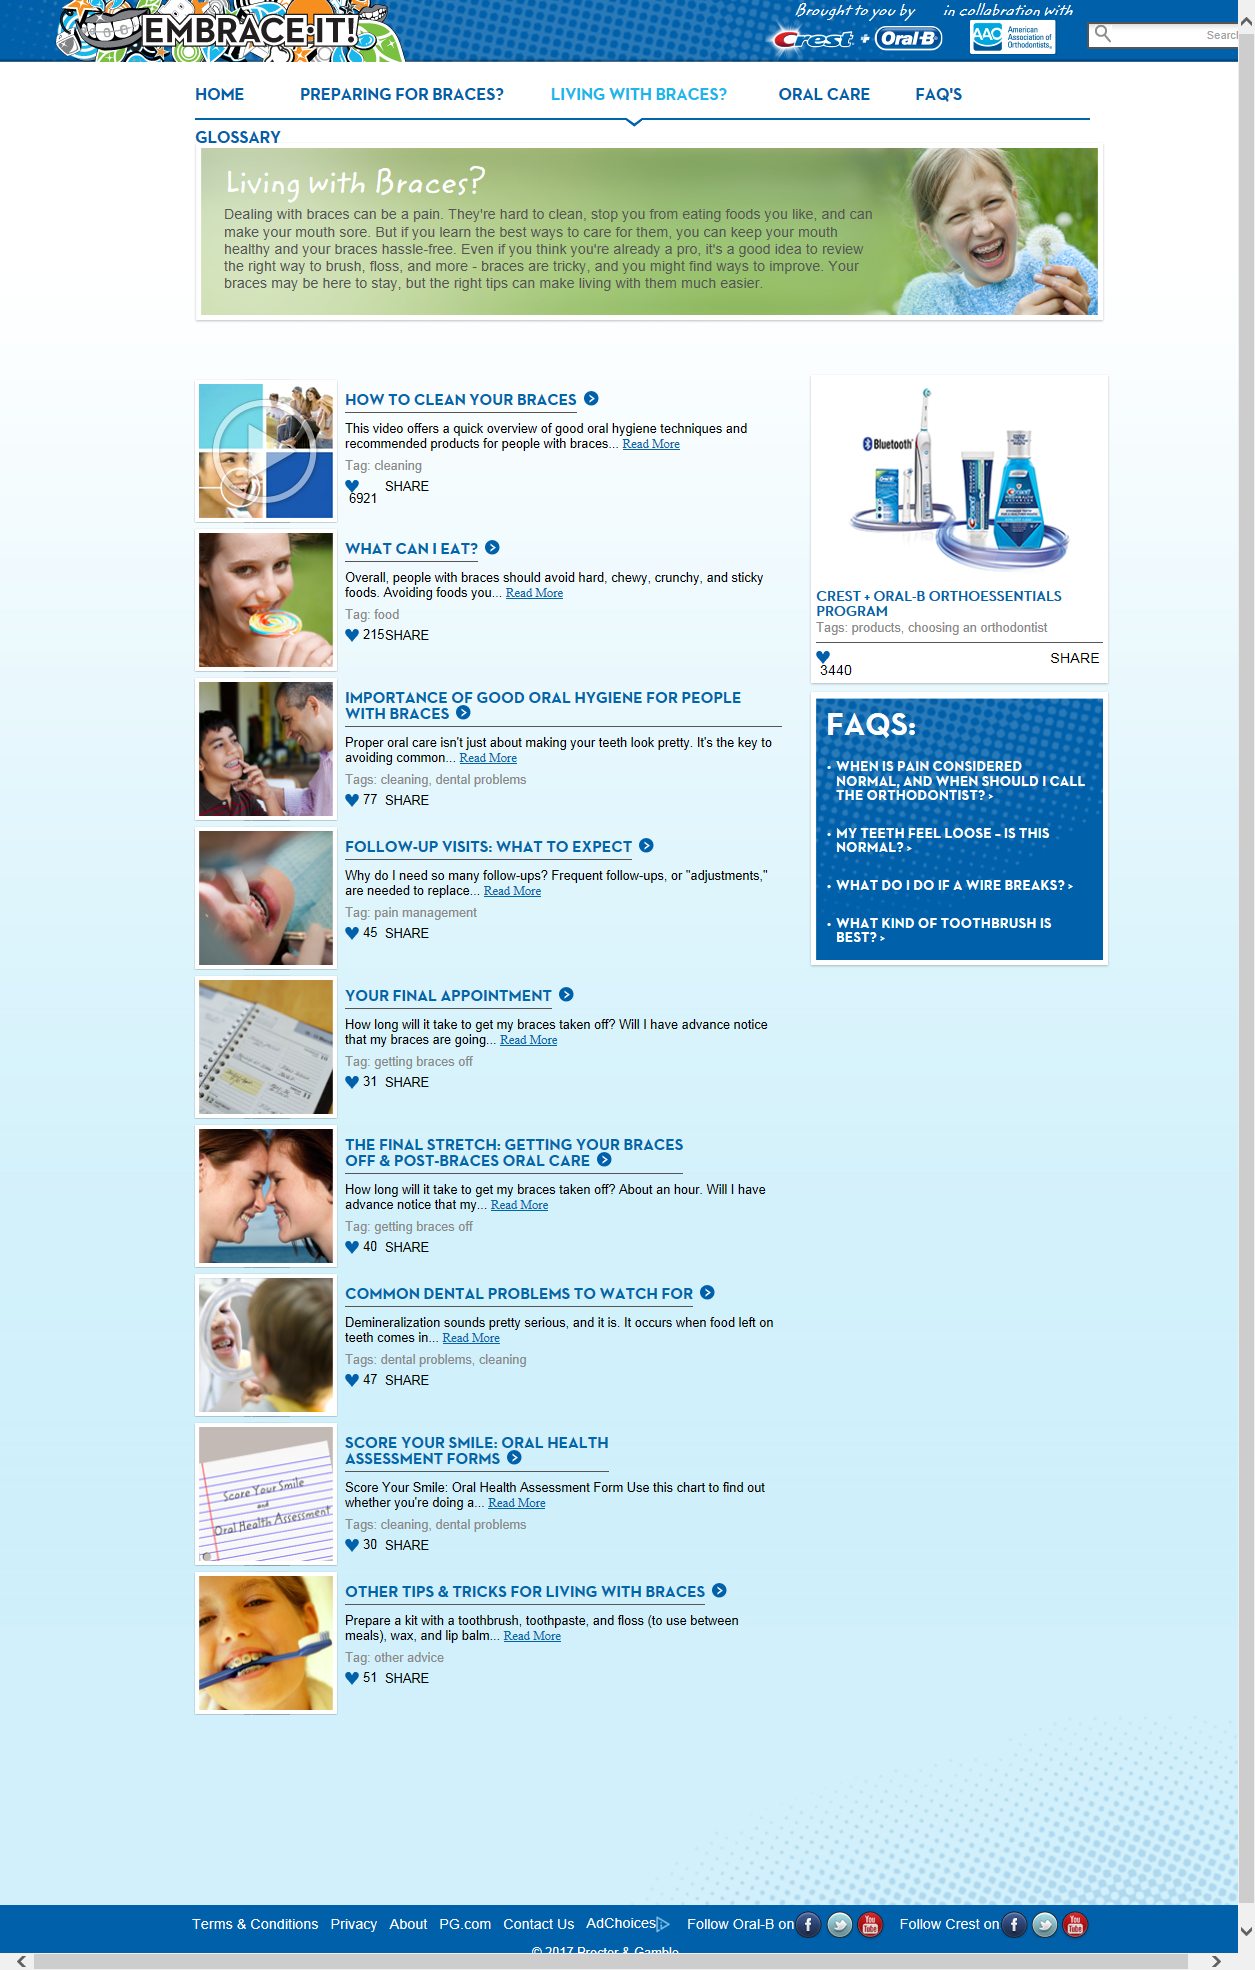 EMBRACE·IT!
Brought to you by in collabration with
Crest + Oral-B
AAO American Association of Orthodontists
HOME PREPARING FOR BRACES? LIVING WITH BRACES? ORAL CARE FAQ'S
GLOSSARY
Living with Braces?
Dealing with braces can be a pain. They're hard to clean, stop you from eating foods you like, and can
make your mouth sore. But if you learn the best ways to care for them, you can keep your mouth
healthy and your braces hassle-free. Even if you think you're already a pro, it's a good idea to review
the right way to brush, floss, and more - braces are tricky, and you might find ways to improve. Your
braces may be here to stay, but the right tips can make living with them much easier.
HOW TO CLEAN YOUR BRACES
This video offers a quick overview of good oral hygiene techniques and
recommended products for people with braces... Read More
Tag: cleaning
SHARE
6921
WHAT CAN I EAT?
Overall, people with braces should avoid hard, chewy, crunchy, and sticky
foods. Avoiding foods you... Read More
Tag: food
215 SHARE
IMPORTANCE OF GOOD ORAL HYGIENE FOR PEOPLE
WITH BRACES
Proper oral care isn't just about making your teeth look pretty. It's the key to
avoiding common... Read More
Tags: cleaning, dental problems
77 SHARE
FOLLOW-UP VISITS: WHAT TO EXPECT
Why do I need so many follow-ups? Frequent follow-ups, or "adjustments,"
are needed to replace... Read More
Tag: pain management
45 SHARE
YOUR FINAL APPOINTMENT
How long will it take to get my braces taken off? Will I have advance notice
that my braces are going... Read More
Tag: getting braces off
31 SHARE
THE FINAL STRETCH: GETTING YOUR BRACES
OFF & POST-BRACES ORAL CARE
How long will it take to get my braces taken off? About an hour. Will I have
advance notice that my... Read More
Tag: getting braces off
40 SHARE
COMMON DENTAL PROBLEMS TO WATCH FOR
Demineralization sounds pretty serious, and it is. It occurs when food left on
teeth comes in... Read More
Tags: dental problems, cleaning
47 SHARE
Score Your Smile
and
Oral Health Assessment
SCORE YOUR SMILE: ORAL HEALTH
ASSESSMENT FORMS
Score Your Smile: Oral Health Assessment Form Use this chart to find out
whether you're doing a... Read More
Tags: cleaning, dental problems
30 SHARE
OTHER TIPS & TRICKS FOR LIVING WITH BRACES
Prepare a kit with a toothbrush, toothpaste, and floss (to use between
meals), wax, and lip balm... Read More
Tag: other advice
51 SHARE
Bluetooth
CREST + ORAL-B ORTHOESSENTIALS
PROGRAM
Tags: products, choosing an orthodontist
SHARE
3440
FAQS:
• WHEN IS PAIN CONSIDERED
NORMAL, AND WHEN SHOULD I CALL
THE ORTHODONTIST? >
• MY TEETH FEEL LOOSE – IS THIS
NORMAL? >
• WHAT DO I DO IF A WIRE BREAKS? >
• WHAT KIND OF TOOTHBRUSH IS
BEST? >
Terms & Conditions Privacy About PG.com Contact Us AdChoices Follow Oral-B on Follow Crest on
© 2017 Procter & Gamble